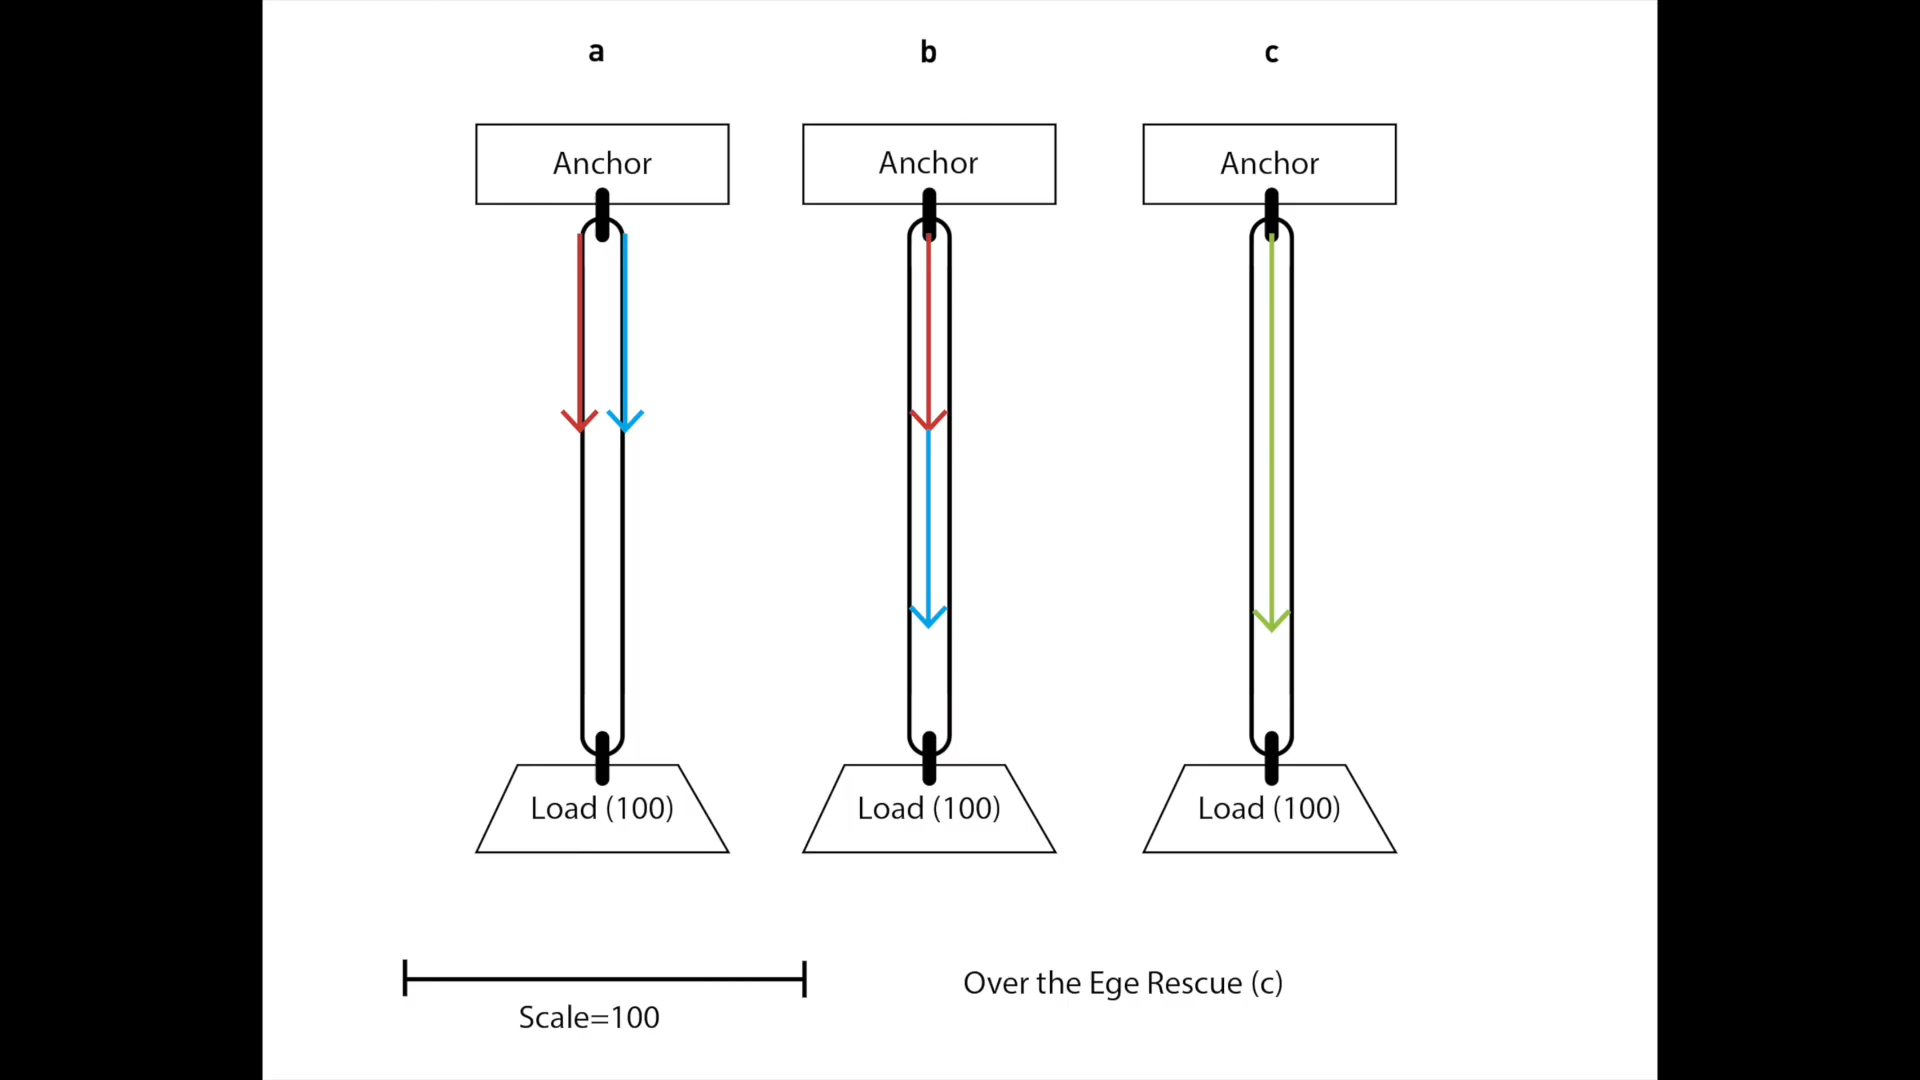 a
b
c
Anchor
Anchor
Anchor
Load (100)
Load (100)
Load (100)
Scale=100
Over the Ege Rescue (c)